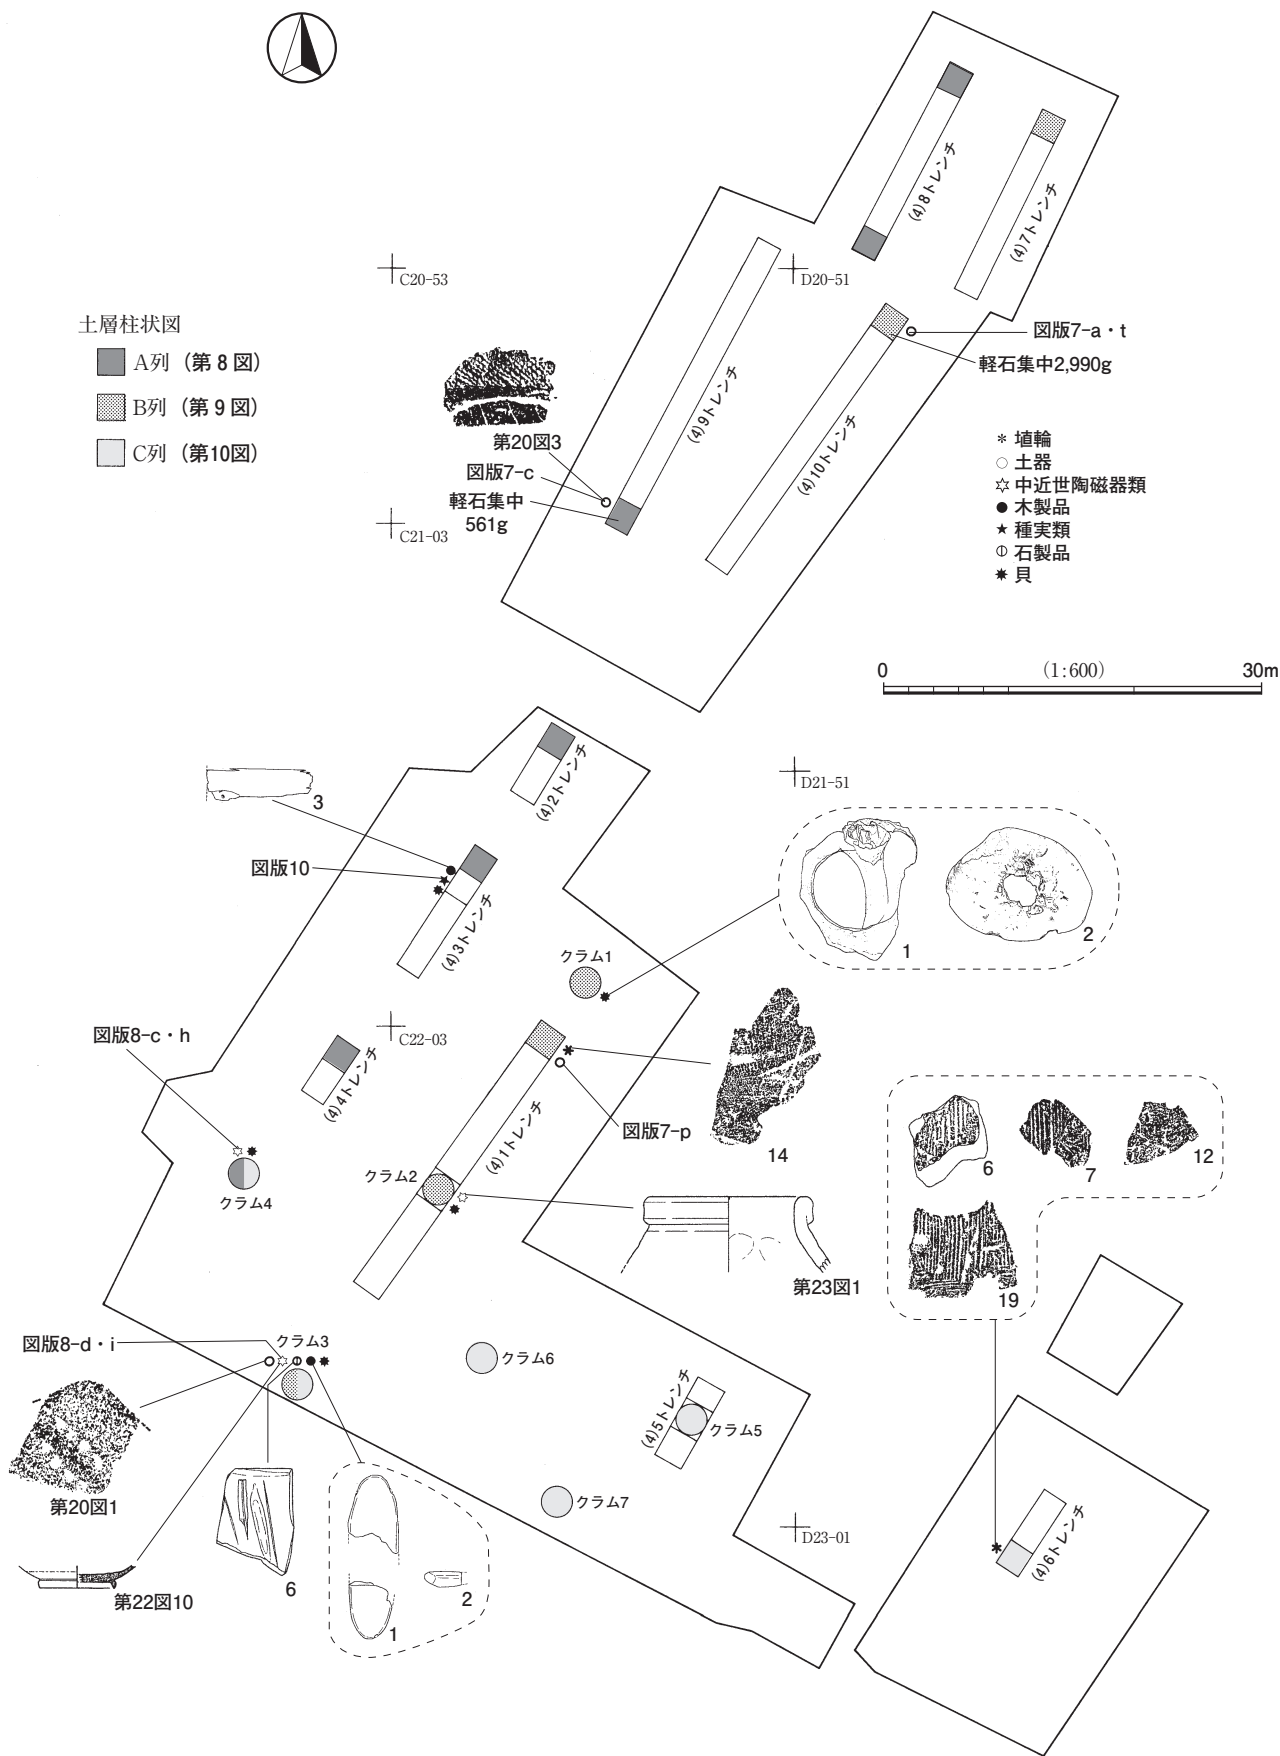 (4)8トレンチ
(4)7トレンチ
C20-53
D20-51
土層柱状図
A列（第8図）
B列（第9図）
C列（第10図）
図版7-a・t
軽石集中2,990g
(4)9トレンチ
(4)10トレンチ
第20図3
図版7-c
軽石集中
561g
C21-03
＊ 埴輪
○ 土器
✡ 中近世陶磁器類
● 木製品
★ 種実類
⦶ 石製品
✸ 貝
0 (1:600) 30m
(4)2トレンチ
D21-51
3
図版10
(4)3トレンチ
1
2
クラム1
図版8-c・h
C22-03
(4)4トレンチ
(4)1トレンチ
図版7-p
14
6
7
12
クラム2
クラム4
第23図1
19
図版8-d・i
クラム3
クラム6
(4)5トレンチ
クラム5
第20図1
クラム7
D23-01
(4)6トレンチ
6
2
第22図10
1